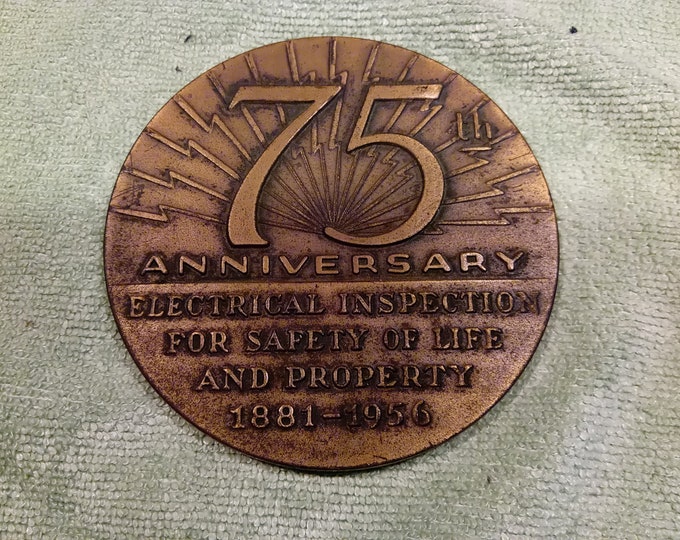 75th
ANNIVERSARY
ELECTRICAL INSPECTION
FOR SAFETY OF LIFE
AND PROPERTY
1881-1956